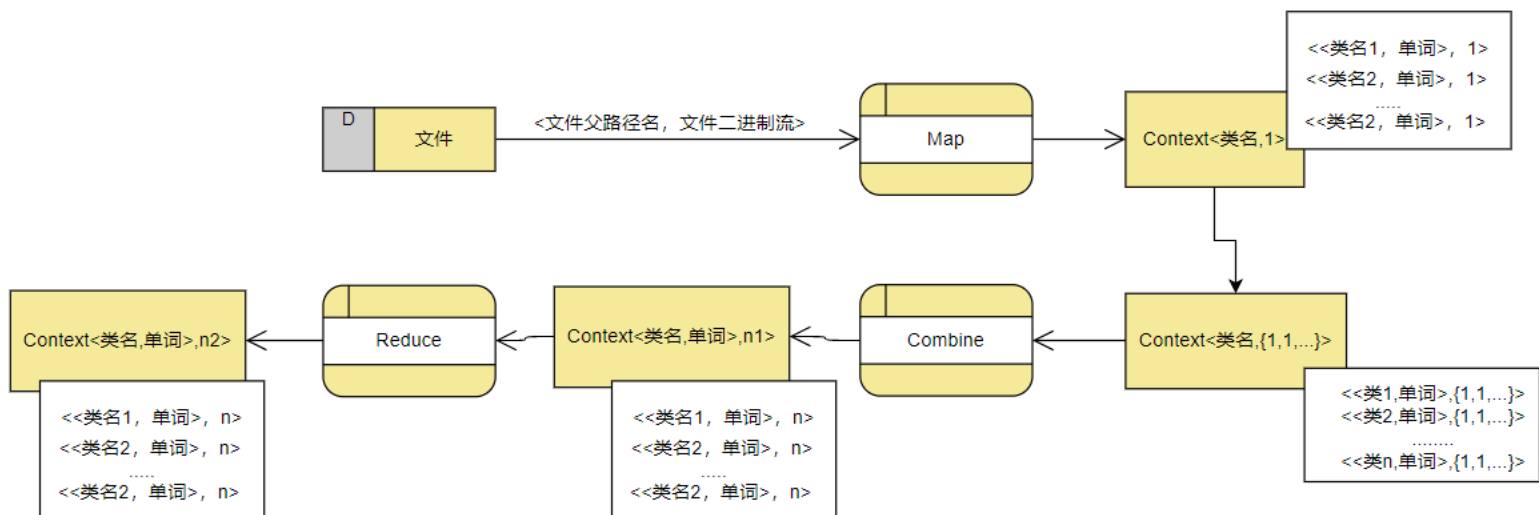 D
文件
<文件父路径名，文件二进制流>
Map
Context<类名,1>
<<类名1，单词>，1>
<<类名2，单词>，1>
.....
<<类名2，单词>，1>
Context<类名,单词>,n2>
Reduce
Context<类名,单词>,n1>
Combine
Context<类名,{1,1,...}>
<<类名1，单词>，n>
<<类名2，单词>，n>
.....
<<类名2，单词>，n>
<<类名1，单词>，n>
<<类名2，单词>，n>
.....
<<类名2，单词>，n>
<<类1,单词>,{1,1,...}>
<<类2,单词>,{1,1,...}>
........
<<类n,单词>,{1,1,...}>